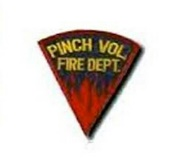 PINCH VOL.
FIRE DEPT.